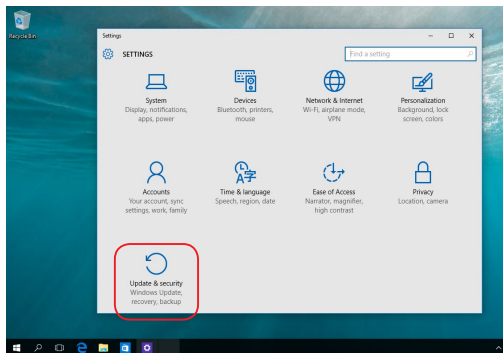 Recycle Bin
Settings
SETTINGS
Find a setting
System
Display, notifications,
apps, power
Devices
Bluetooth, printers,
mouse
Network & Internet
Wi-Fi, airplane mode,
VPN
Personalization
Background, lock
screen, colors
Accounts
Your account, sync
settings, work, family
Time & language
Speech, region, date
Ease of Access
Narrator, magnifier,
high contrast
Privacy
Location, camera
Update & security
Windows Update,
recovery, backup